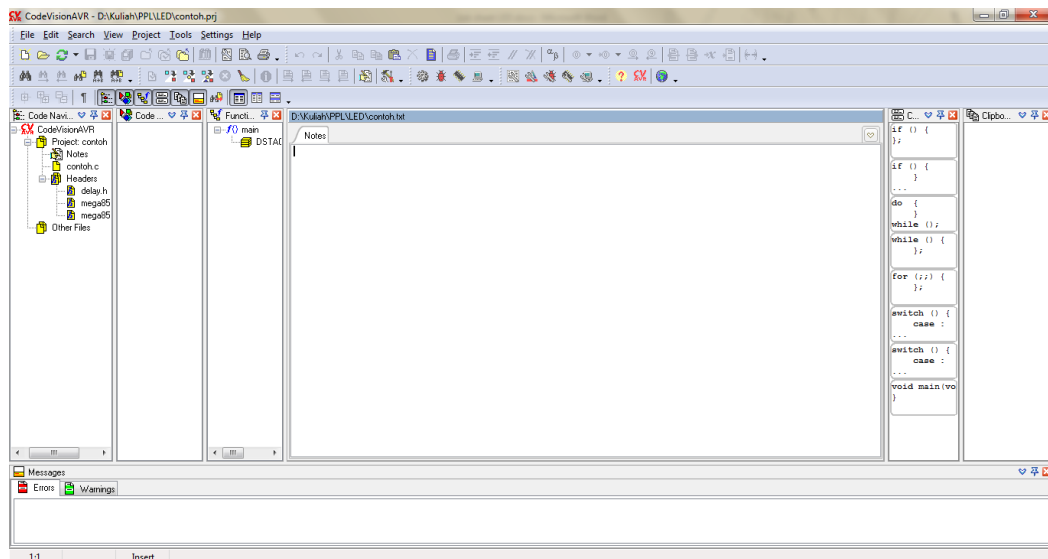 CodeVisionAVR - D:\Kuliah\PPL\LED\contoh.prj
File Edit Search View Project Tools Settings Help
Code Navi... Code ... Functi... D:\Kuliah\PPL\LED\contoh.txt C... Clipbo...
CodeVisionAVR
Project: contoh
Notes
contoh.c
Headers
delay.h
mega85
mega85
Other Files
main
DSTAC
Notes
if () {
};
if () {
}
...
do {
}
while ();
while () {
};
for (;;) {
};
switch () {
case :
...
switch () {
case :
...
void main(vo
}
Messages
Errors Warnings
1:1 Insert